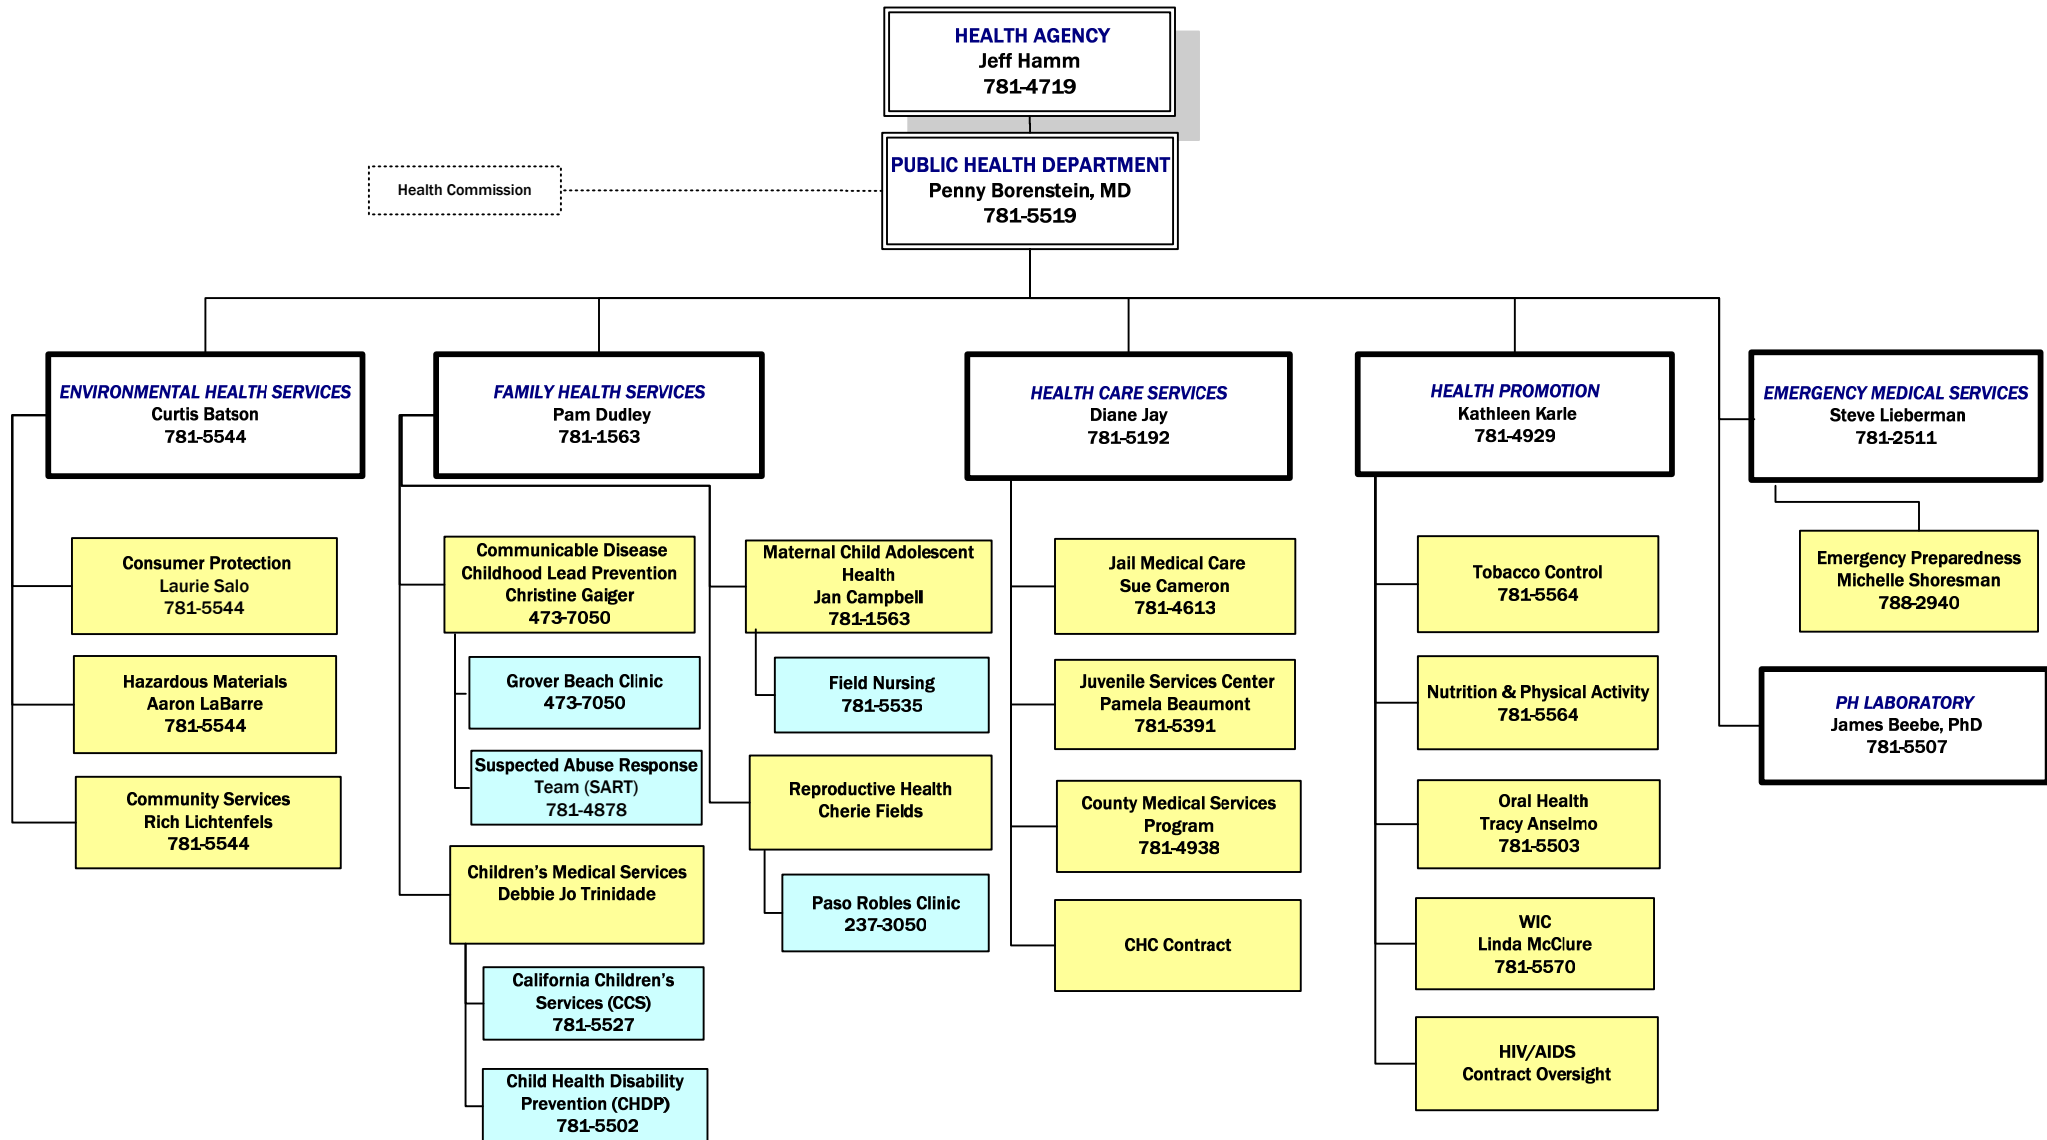 HEALTH AGENCY
Jeff Hamm
781-4719
PUBLIC HEALTH DEPARTMENT
Penny Borenstein, MD
781-5519
Health Commission
ENVIRONMENTAL HEALTH SERVICES
Curtis Batson
781-5544
FAMILY HEALTH SERVICES
Pam Dudley
781-1563
HEALTH CARE SERVICES
Diane Jay
781-5192
HEALTH PROMOTION
Kathleen Karle
781-4929
EMERGENCY MEDICAL SERVICES
Steve Lieberman
781-2511
Consumer Protection
Laurie Salo
781-5544
Hazardous Materials
Aaron LaBarre
781-5544
Community Services
Rich Lichtenfels
781-5544
Communicable Disease
Childhood Lead Prevention
Christine Gaiger
473-7050
Grover Beach Clinic
473-7050
Suspected Abuse Response
Team (SART)
781-4878
Children’s Medical Services
Debbie Jo Trinidade
California Children’s
Services (CCS)
781-5527
Child Health Disability
Prevention (CHDP)
781-5502
Maternal Child Adolescent
Health
Jan Campbell
781-1563
Field Nursing
781-5535
Reproductive Health
Cherie Fields
Paso Robles Clinic
237-3050
Jail Medical Care
Sue Cameron
781-4613
Juvenile Services Center
Pamela Beaumont
781-5391
County Medical Services
Program
781-4938
CHC Contract
Tobacco Control
781-5564
Nutrition & Physical Activity
781-5564
Oral Health
Tracy Anselmo
781-5503
WIC
Linda McClure
781-5570
HIV/AIDS
Contract Oversight
Emergency Preparedness
Michelle Shoresman
788-2940
PH LABORATORY
James Beebe, PhD
781-5507